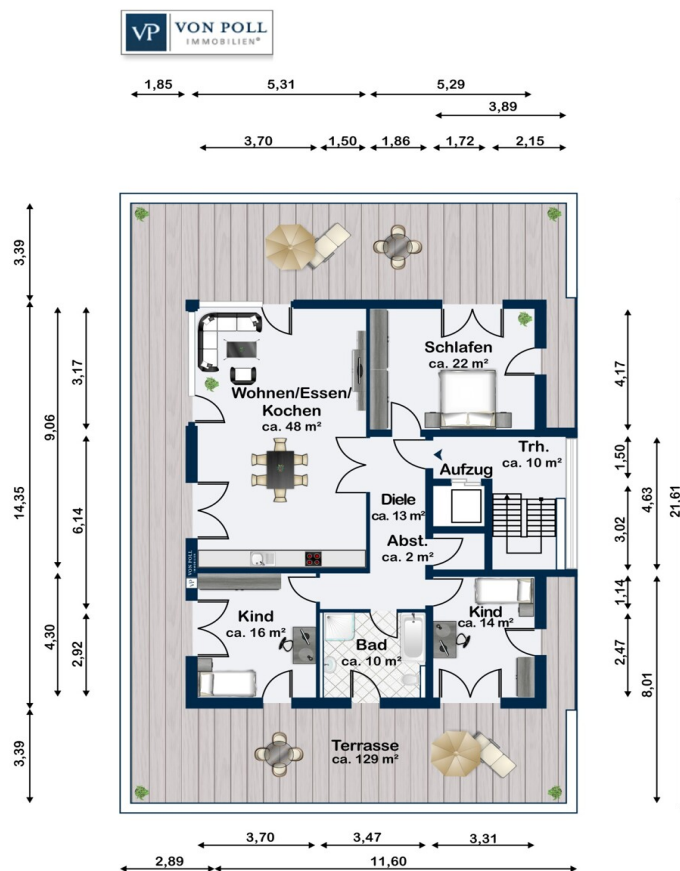 VP VON POLL
IMMOBILIEN®
1,85 5,31 5,29
3,89
3,70 1,50 1,86 1,72 2,15
3,39
14,35
3,39
9,06
4,30
3,17
6,14
2,92
Schlafen
ca. 22 m²
Wohnen/Essen/
Kochen
ca. 48 m²
Trh.
ca. 10 m²
Aufzug
Diele
ca. 13 m²
Abst.
ca. 2 m²
VP VON POLL
Kind
ca. 16 m²
Bad
ca. 10 m²
Kind
ca. 14 m²
Terrasse
ca. 129 m²
4,17
1,50
3,02
1,14
2,47
4,63
8,01
21,61
3,70 3,47 3,31
2,89 11,60